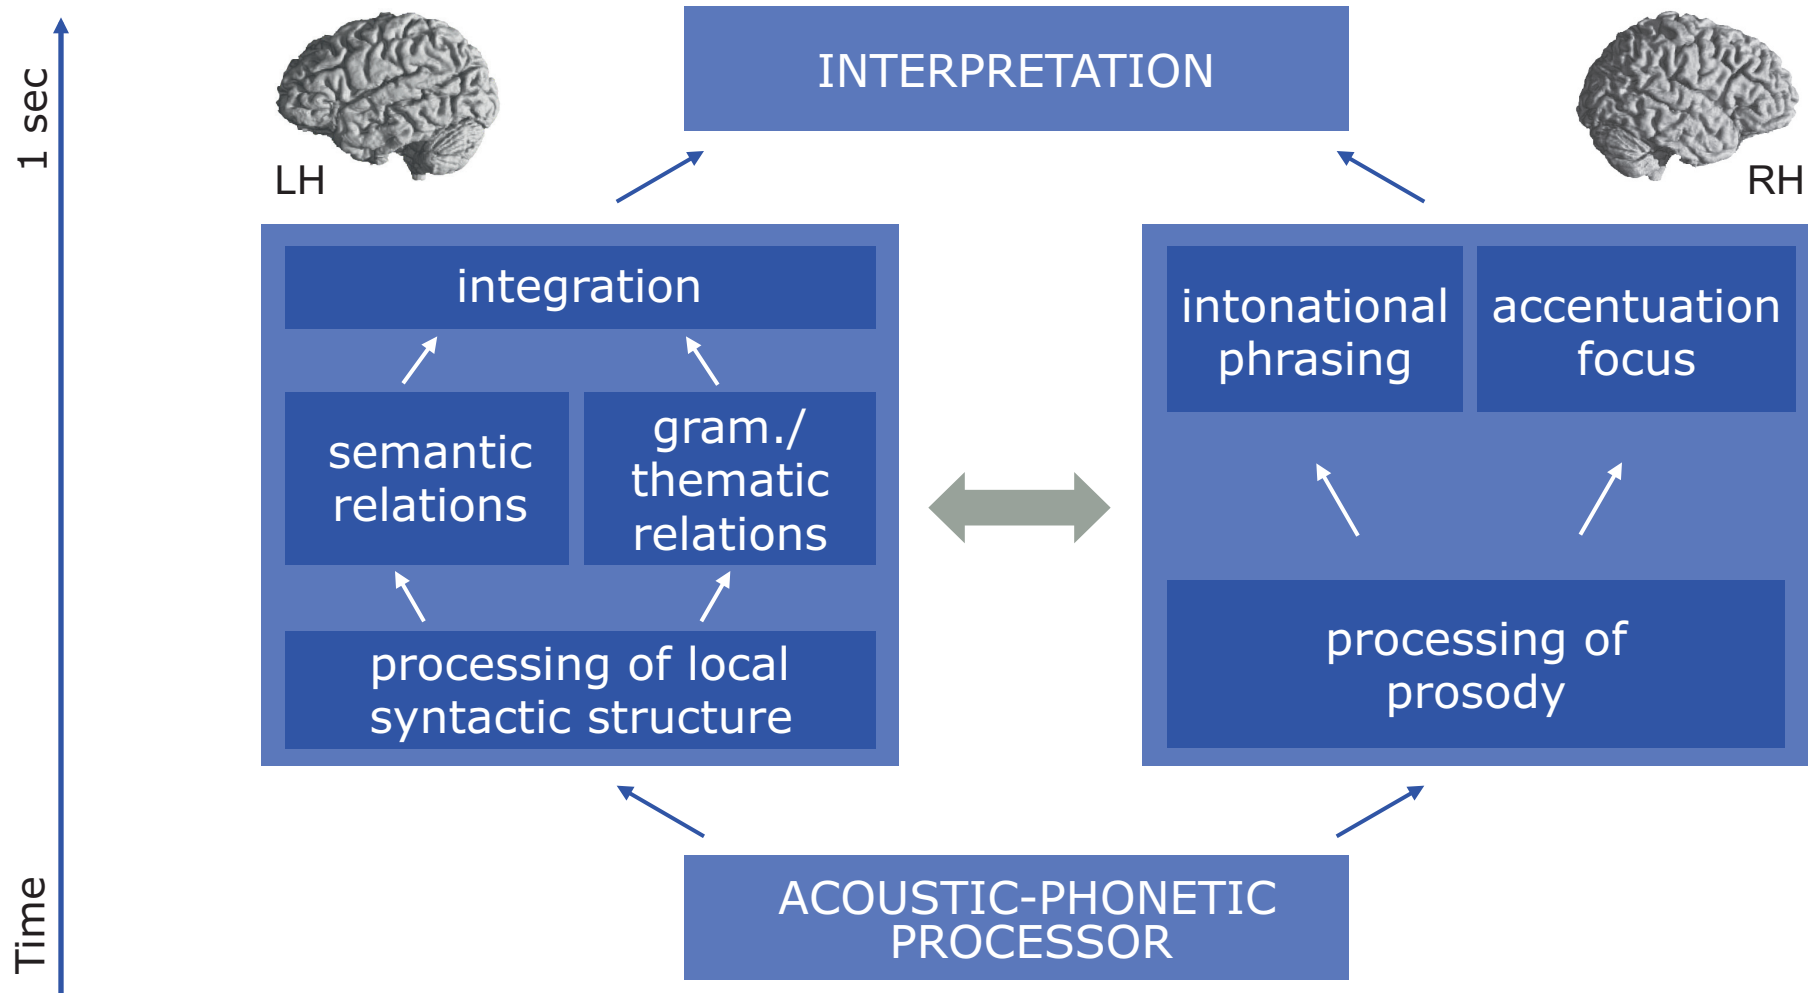 1 sec
Time
LH
RH
INTERPRETATION
integration
semantic
relations
gram./
thematic
relations
processing of local
syntactic structure
intonational
phrasing
accentuation
focus
processing of
prosody
ACOUSTIC-PHONETIC
PROCESSOR